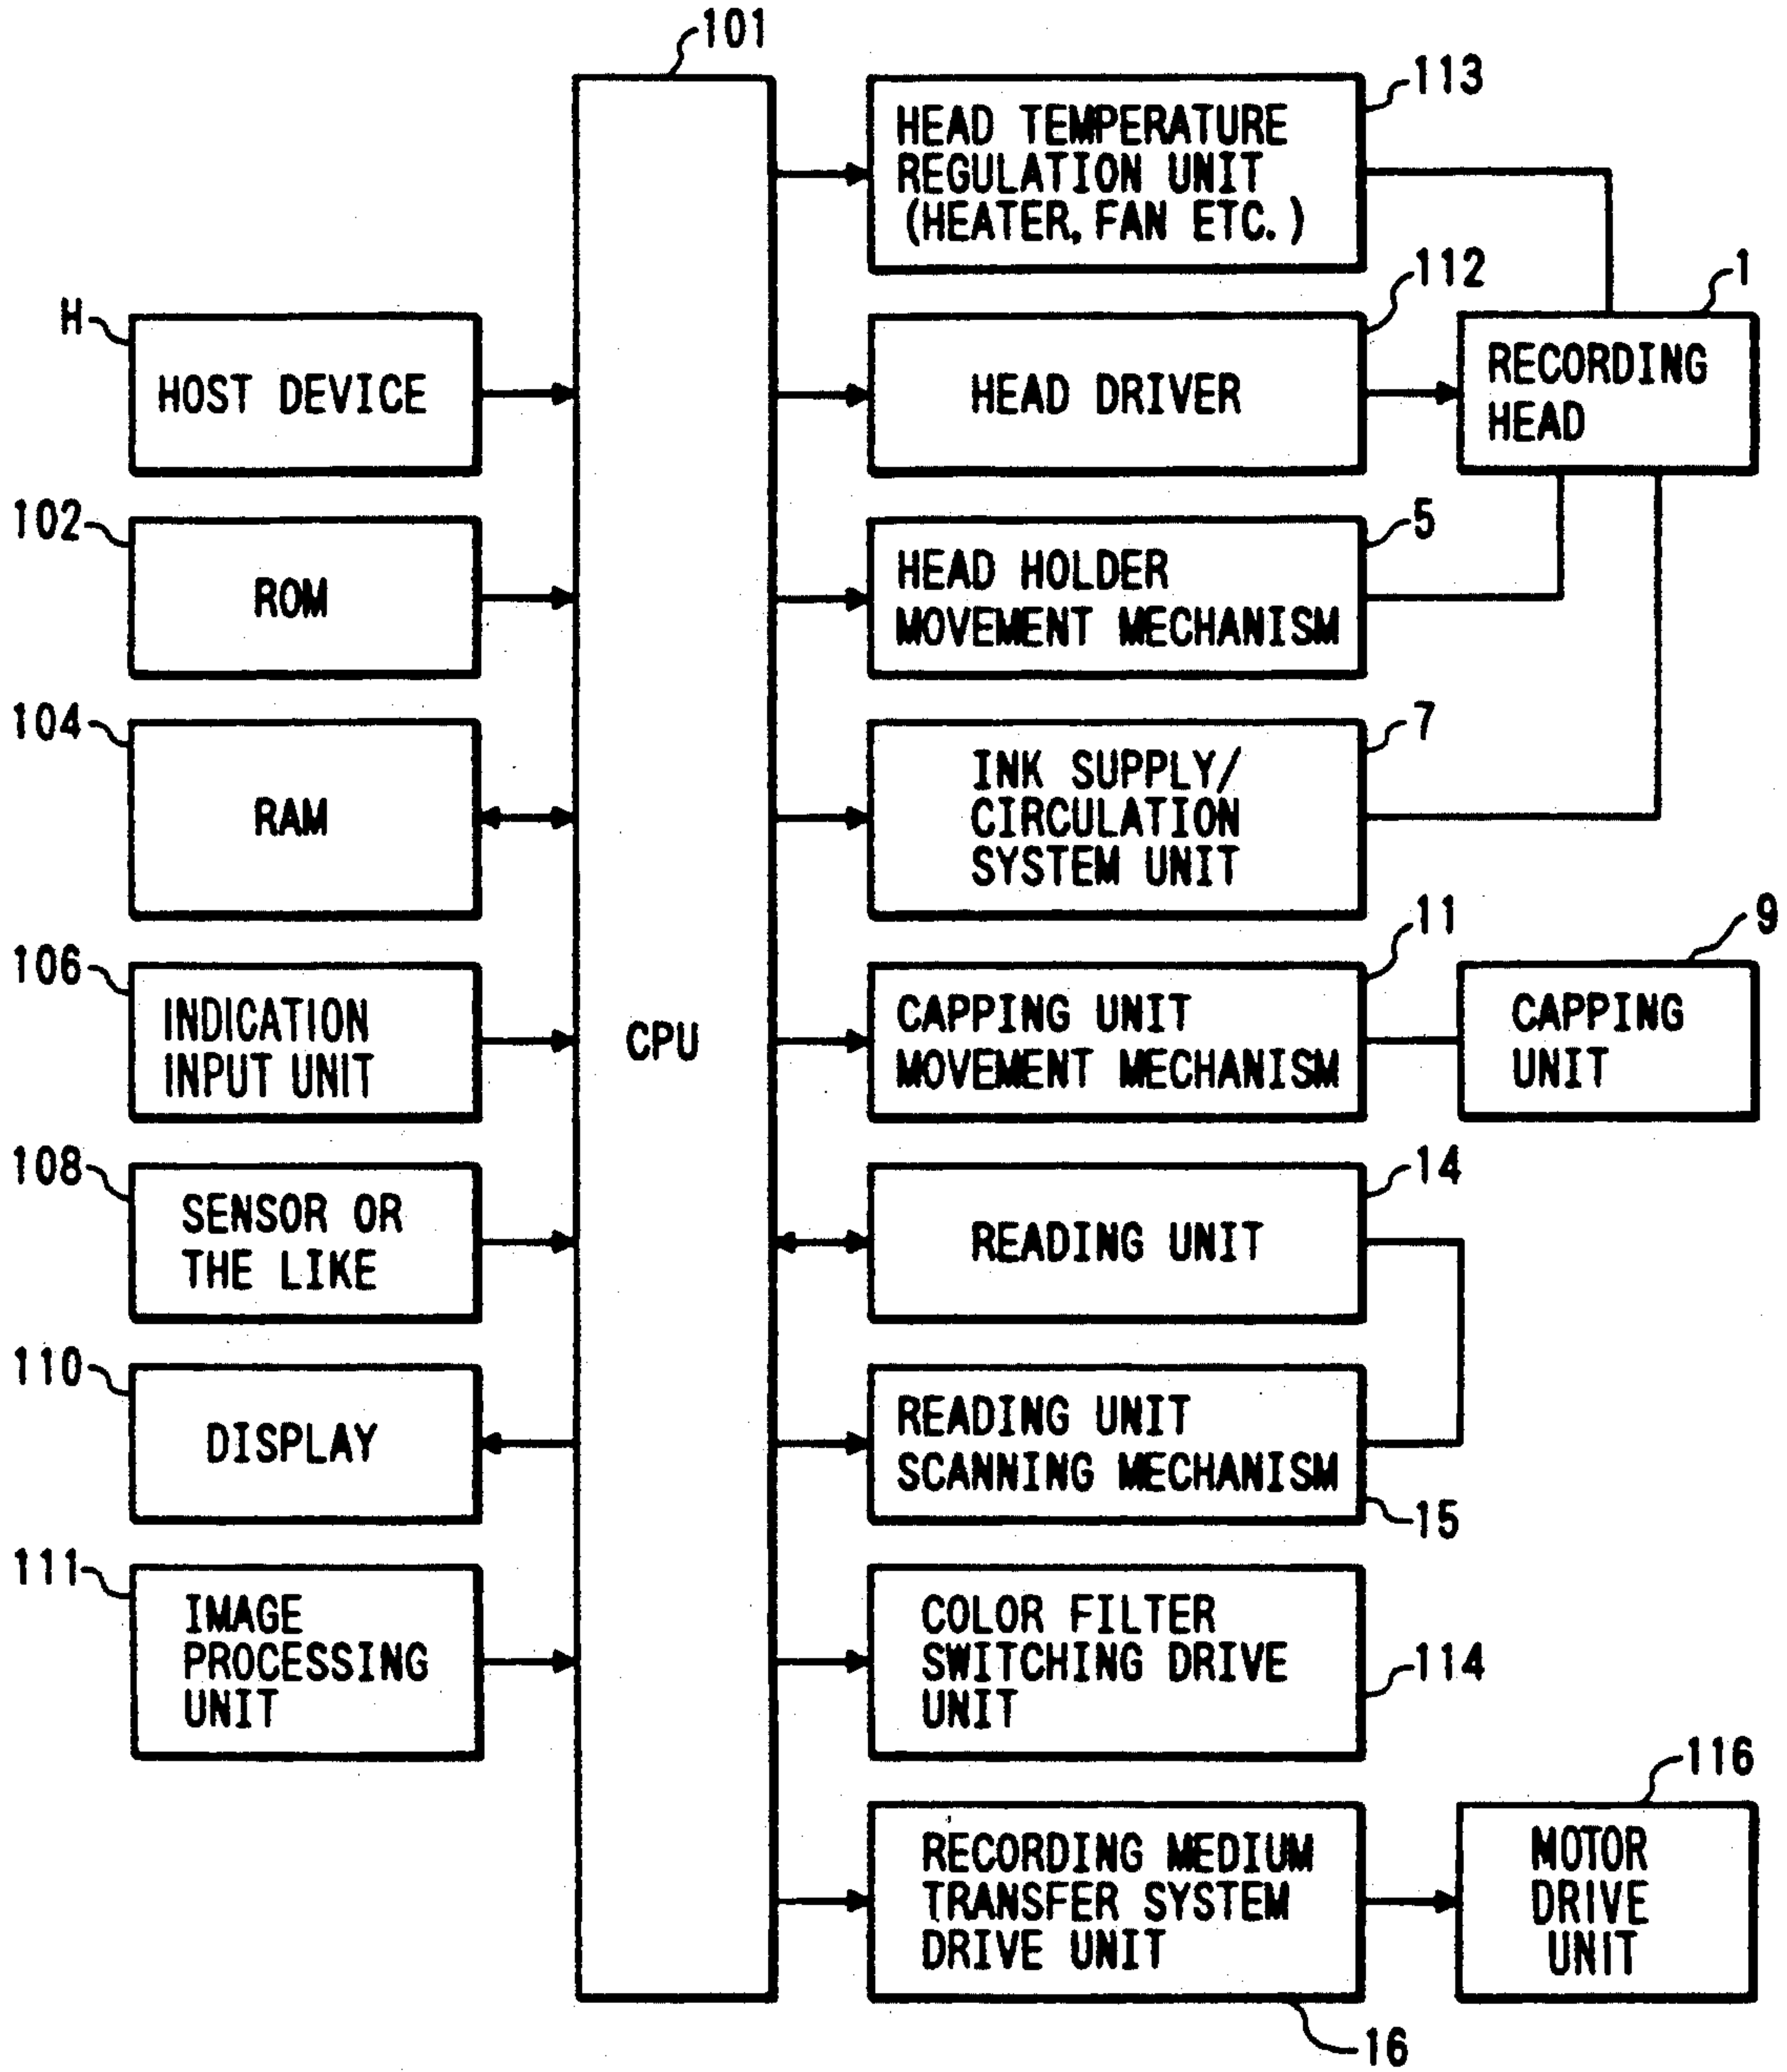 101
113
HEAD TEMPERATURE
REGULATION UNIT
(HEATER, FAN ETC.)
H
HOST DEVICE
112
HEAD DRIVER
1
RECORDING
HEAD
102
ROM
5
HEAD HOLDER
MOVEMENT MECHANISM
104
RAM
7
INK SUPPLY/
CIRCULATION
SYSTEM UNIT
106
INDICATION
INPUT UNIT
CPU
11
CAPPING UNIT
MOVEMENT MECHANISM
9
CAPPING
UNIT
108
SENSOR OR
THE LIKE
14
READING UNIT
110
DISPLAY
READING UNIT
SCANNING MECHANISM
15
111
IMAGE
PROCESSING
UNIT
COLOR FILTER
SWITCHING DRIVE
UNIT
114
RECORDING MEDIUM
TRANSFER SYSTEM
DRIVE UNIT
16
116
MOTOR
DRIVE
UNIT